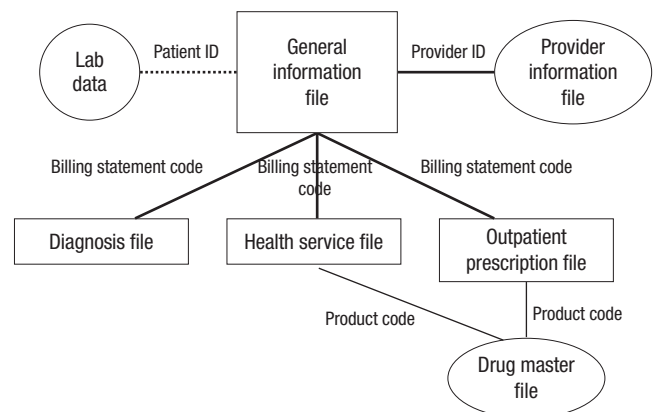 Lab
data
Patient ID
General
information
file
Provider ID
Provider
information
file
Billing statement code
Billing statement
code
Billing statement code
Diagnosis file
Health service file
Outpatient
prescription file
Product code
Product code
Drug master
file